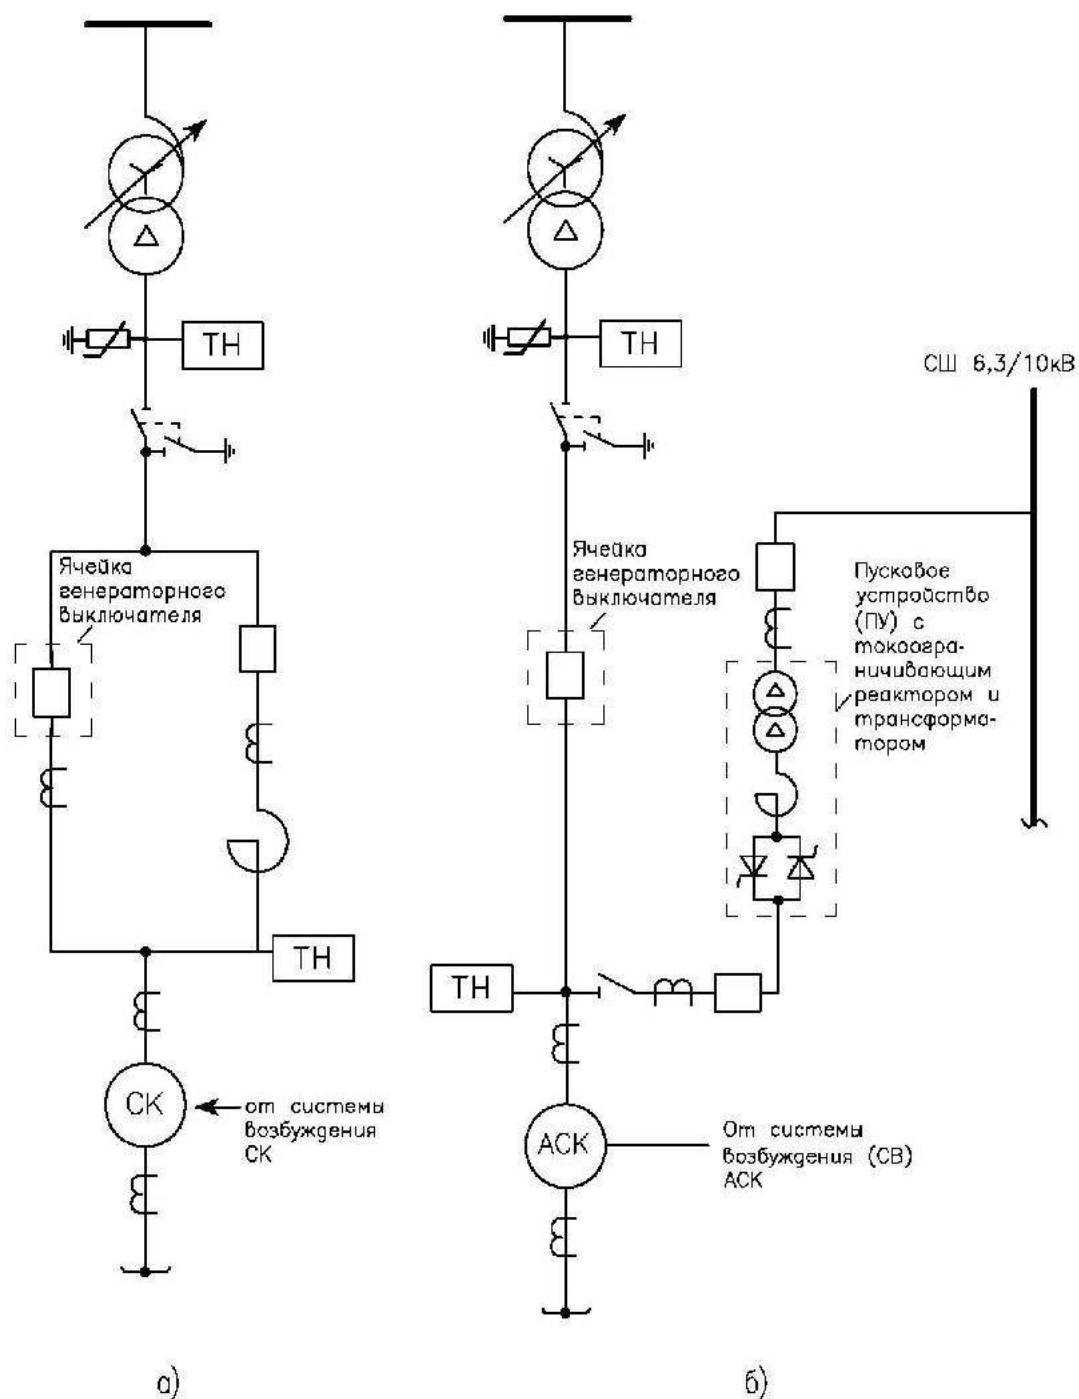 ТН
Ячейка
генераторного
выключателя
ТН
СК
от системы
возбуждения
СК
а)
ТН
СШ 6,3/10кВ
Ячейка
генераторного
выключателя
Пусковое
устройство
(ПУ) с
токоогра-
ничивающим
реактором и
трансформа-
тором
ТН
АСК
От системы
возбуждения (СВ)
АСК
б)